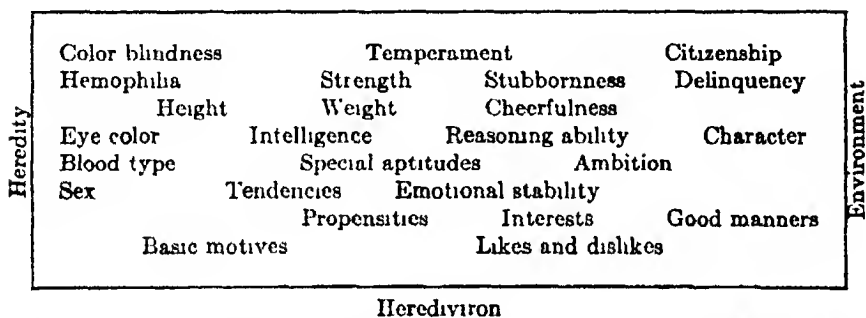 Color blindness Temperament Citizenship
Hemophilia Strength Stubbornness Delinquency
Height Weight Cheerfulness
Eye color Intelligence Reasoning ability Character
Blood type Special aptitudes Ambition
Sex Tendencies Emotional stability
Propensities Interests Good manners
Basic motives Likes and dislikes
Heredity
Environment
Herediviron